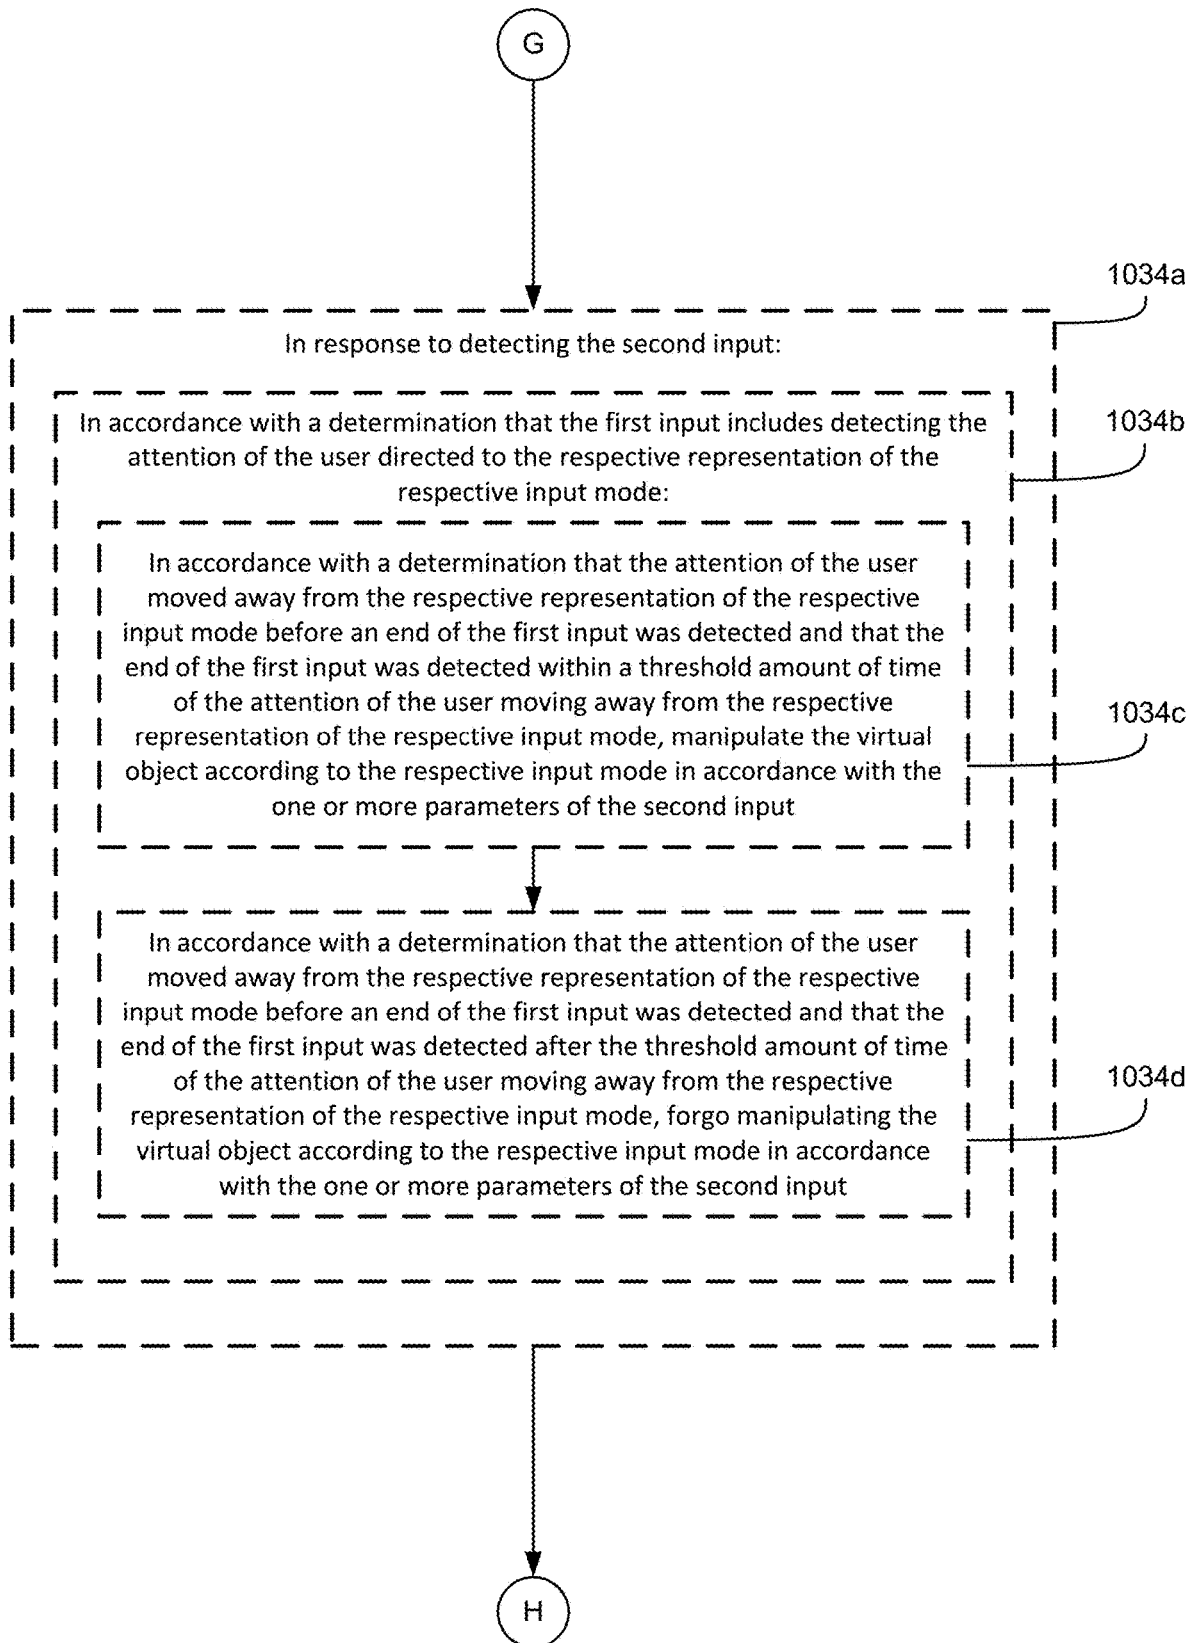 G
1034a
In response to detecting the second input:
In accordance with a determination that the first input includes detecting the
attention of the user directed to the respective representation of the
respective input mode:
1034b
In accordance with a determination that the attention of the user
moved away from the respective representation of the respective
input mode before an end of the first input was detected and that the
end of the first input was detected within a threshold amount of time
of the attention of the user moving away from the respective
representation of the respective input mode, manipulate the virtual
object according to the respective input mode in accordance with the
one or more parameters of the second input
1034c
In accordance with a determination that the attention of the user
moved away from the respective representation of the respective
input mode before an end of the first input was detected and that the
end of the first input was detected after the threshold amount of time
of the attention of the user moving away from the respective
representation of the respective input mode, forgo manipulating the
virtual object according to the respective input mode in accordance
with the one or more parameters of the second input
1034d
H